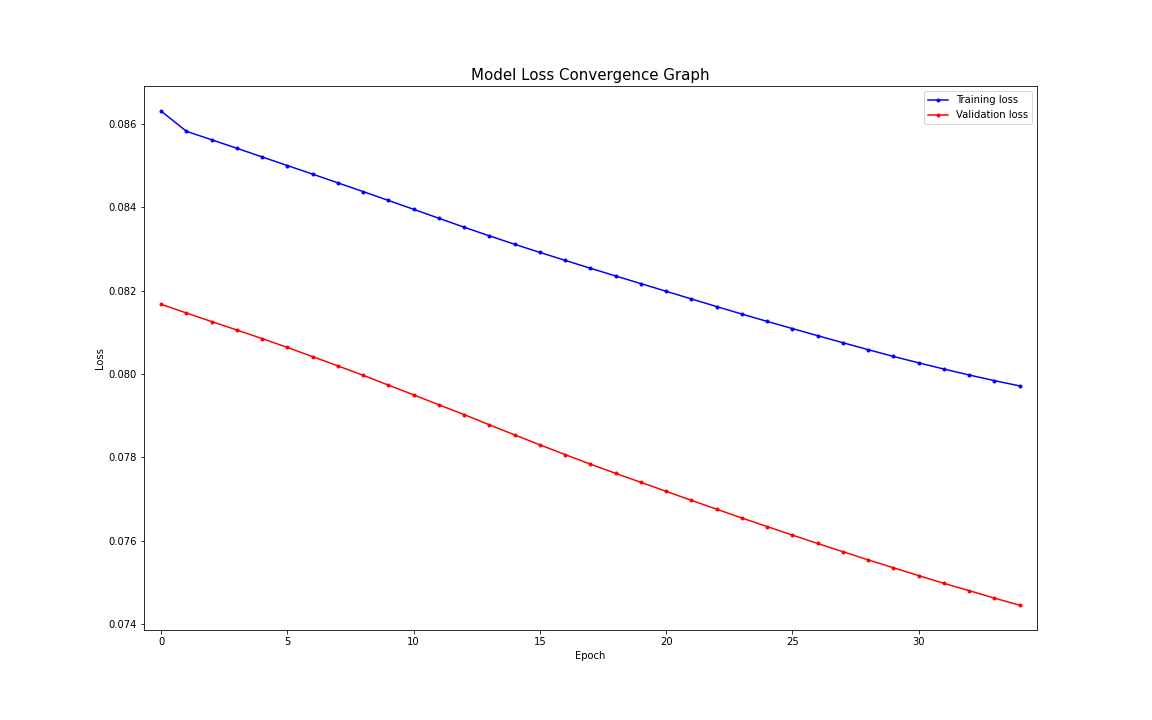 Model Loss Convergence Graph
Training loss
Validation loss
0.086
0.084
0.082
0.080
0.078
0.076
0.074
Loss
0 5 10 15 20 25 30
Epoch